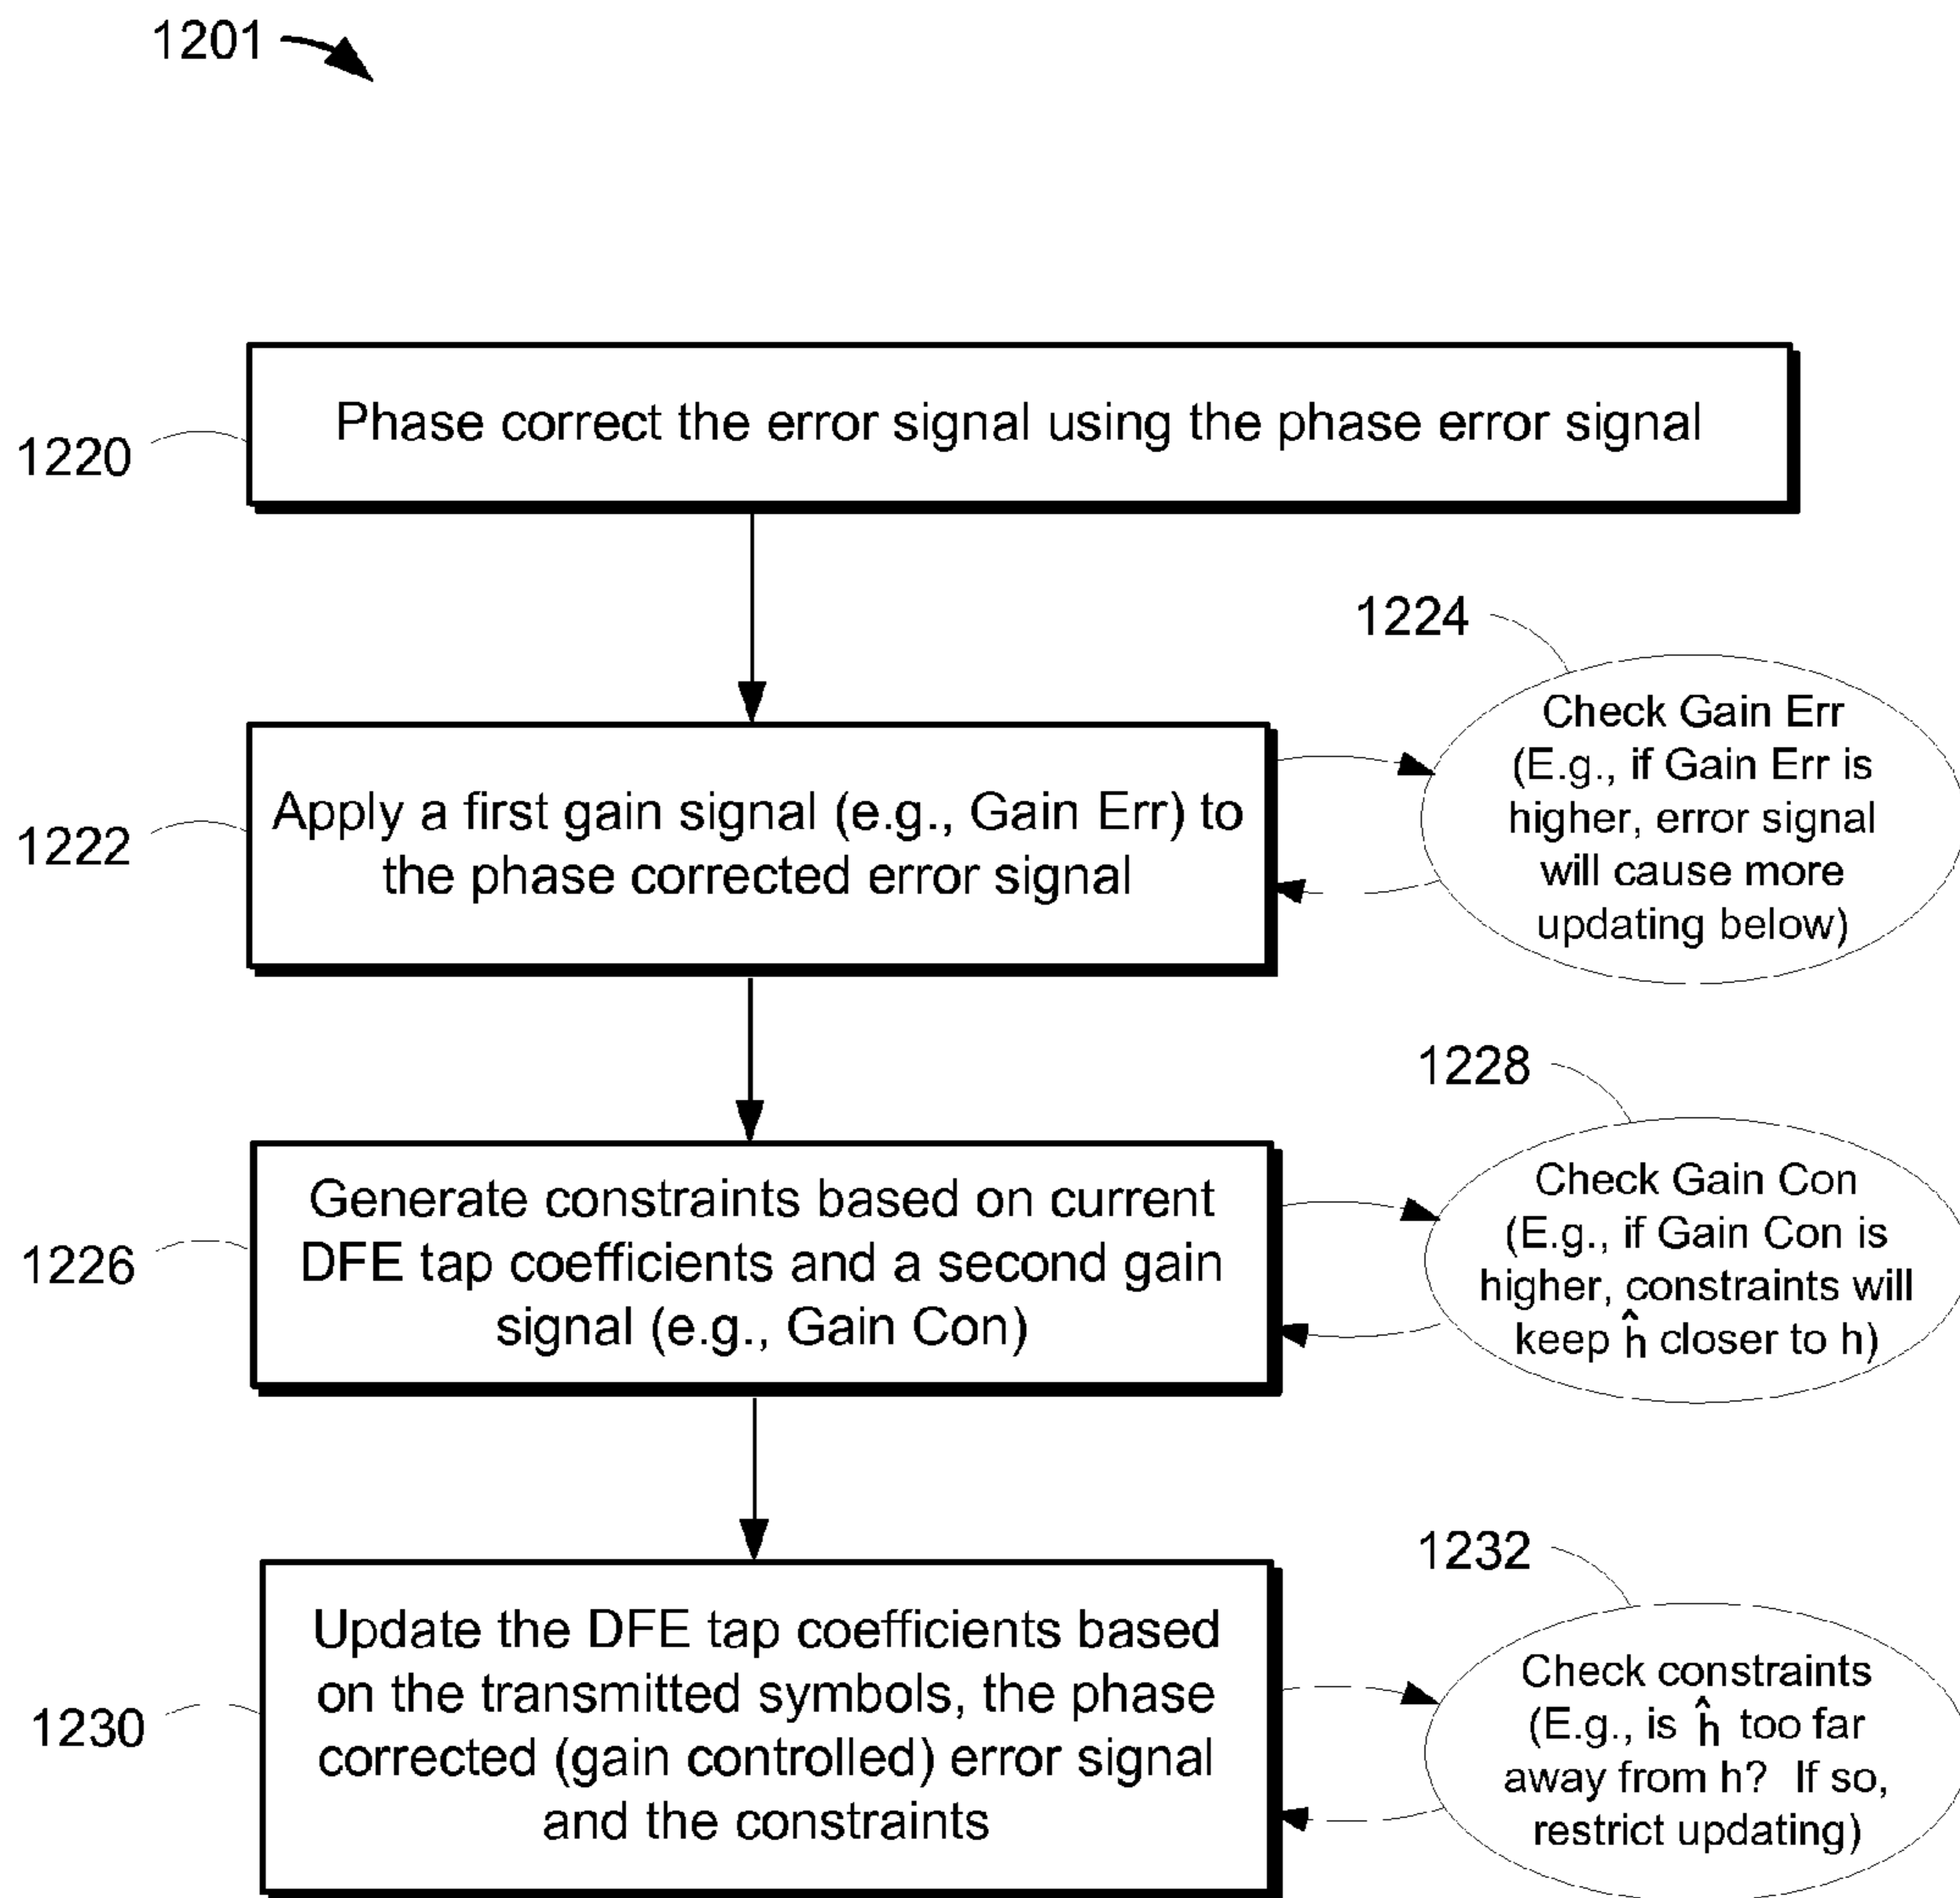 1201
Phase correct the error signal using the phase error signal
1220
1224
Check Gain Err
(E.g., if Gain Err is
higher, error signal
will cause more
updating below)
Apply a first gain signal (e.g., Gain Err) to
the phase corrected error signal
1222
1228
Check Gain Con
(E.g., if Gain Con is
higher, constraints will
keep ĥ closer to h)
Generate constraints based on current
DFE tap coefficients and a second gain
signal (e.g., Gain Con)
1226
1232
Check constraints
(E.g., is ĥ too far
away from h? If so,
restrict updating)
Update the DFE tap coefficients based
on the transmitted symbols, the phase
corrected (gain controlled) error signal
and the constraints
1230